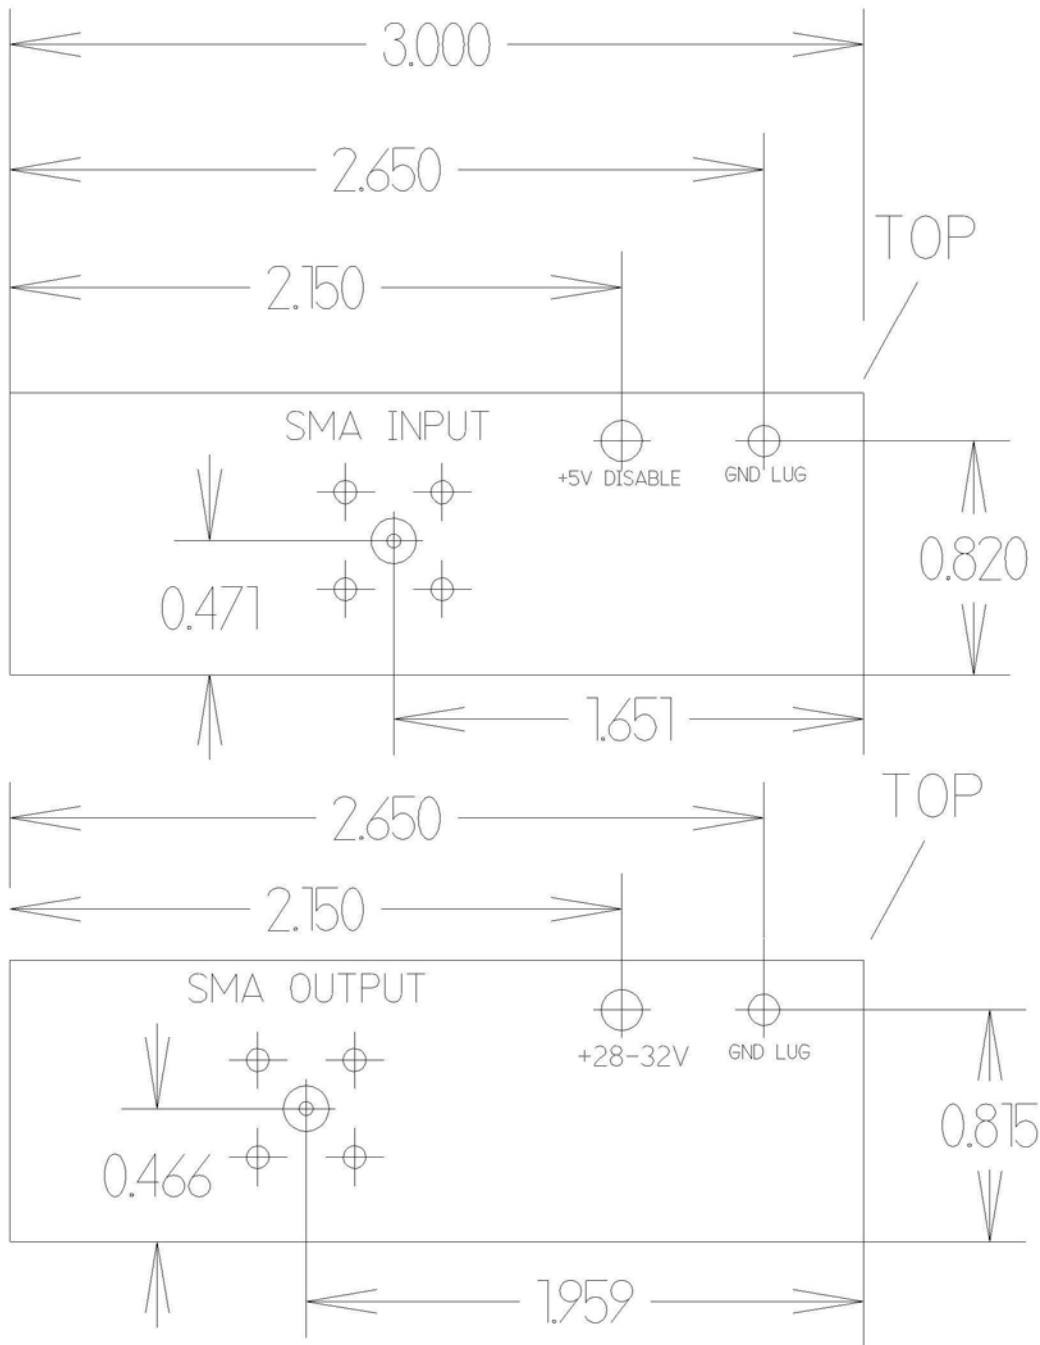 3.000
2.650
TOP
2.150
SMA INPUT
+5V DISABLE
GND LUG
0.820
0.471
1.651
TOP
2.650
2.150
SMA OUTPUT
+28-32V
GND LUG
0.815
0.466
1.959